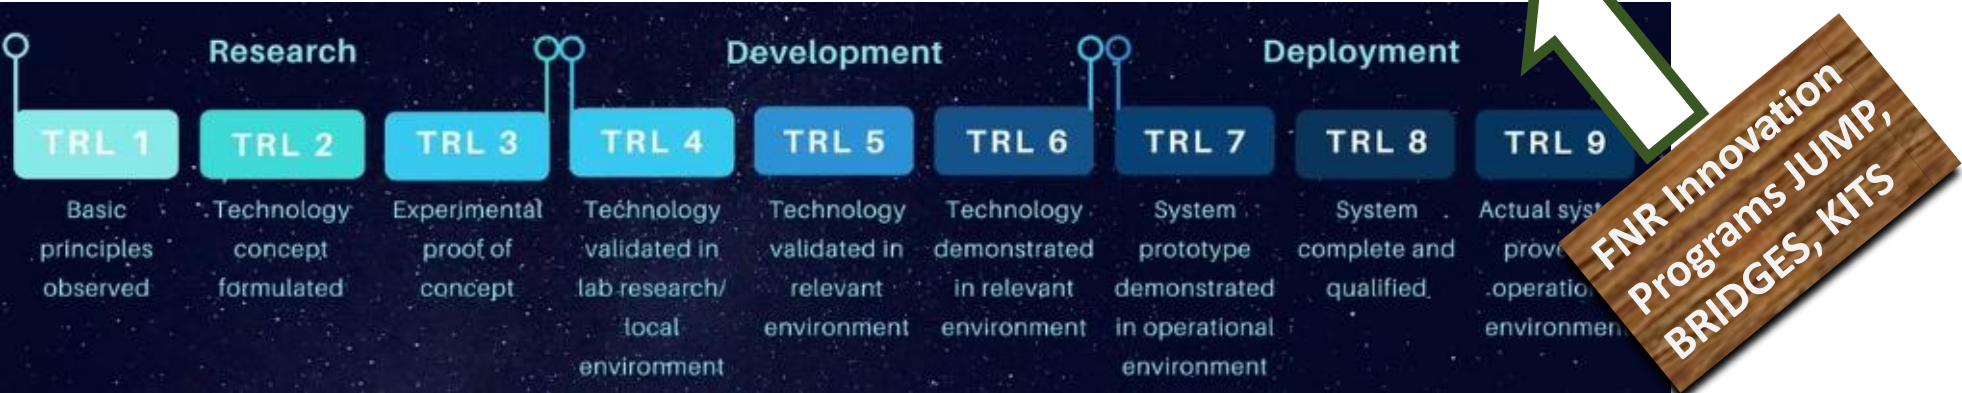 Research
Development
Deployment
TRL 1
TRL 2
TRL 3
TRL 4
TRL 5
TRL 6
TRL 7
TRL 8
TRL 9
Basic
principles
observed
Technology
concept
formulated
Experimental
proof of
concept
Technology
validated in
lab research/
local
environment
Technology
validated in
relevant
environment
Technology
demonstrated
in relevant
environment
System
prototype
demonstrated
in operational
environment
System
complete and
qualified
Actual
FNR Innovation
Programs JUMP,
BRIDGES, KITS